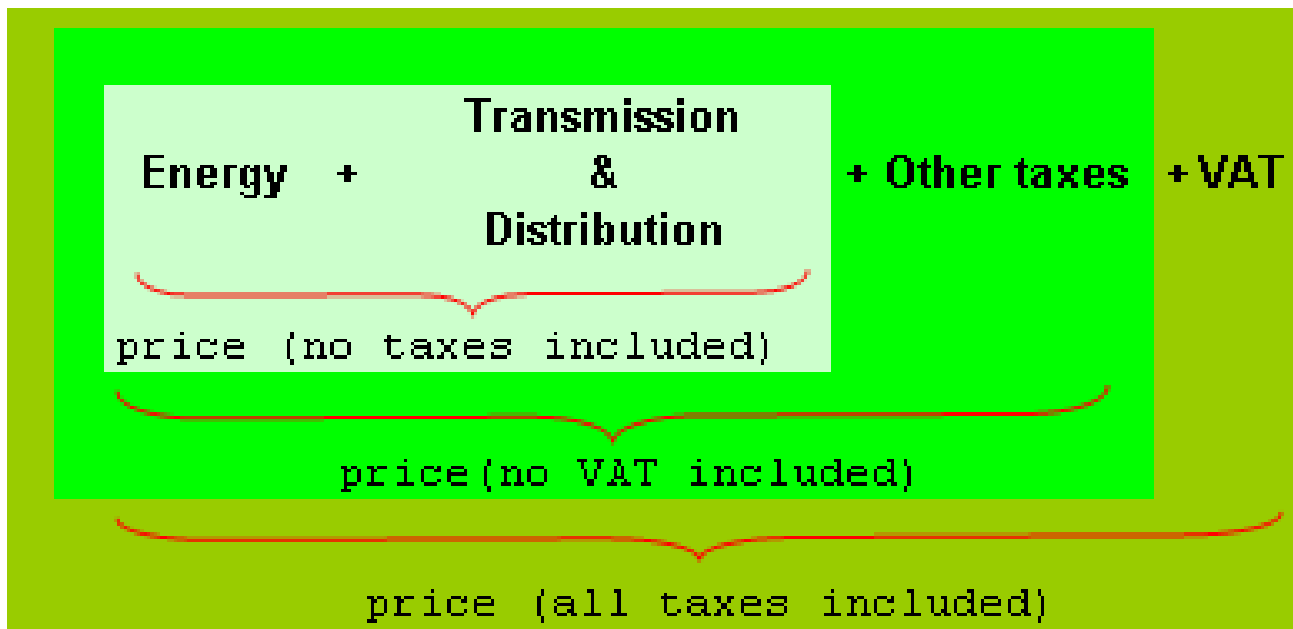 Transmission
Energy + & + Other taxes + VAT
Distribution
price (no taxes included)
price(no VAT included)
price (all taxes included)